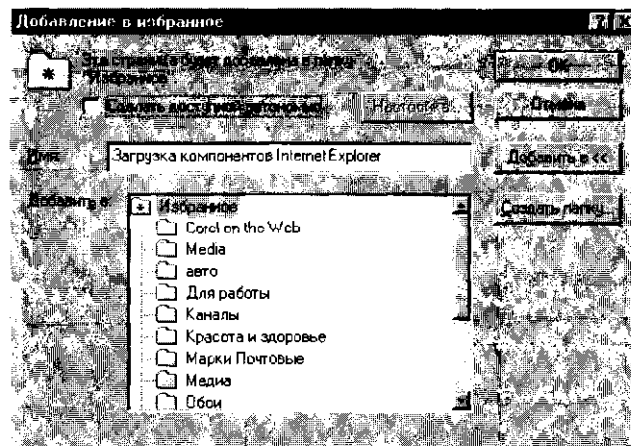 Добавление в избранное
Эта страница будет добавлена в папку
"Избранное"
Сделать доступной автономно
Настройка...
OK
Отмена
Имя:
Загрузка компонентов Internet Explorer
Добавить в <<
Добавить в:
Избранное
Создать папку...
Corel on the Web
Media
авто
Для работы
Каналы
Красота и здоровье
Марки Почтовые
Медиа
Обои